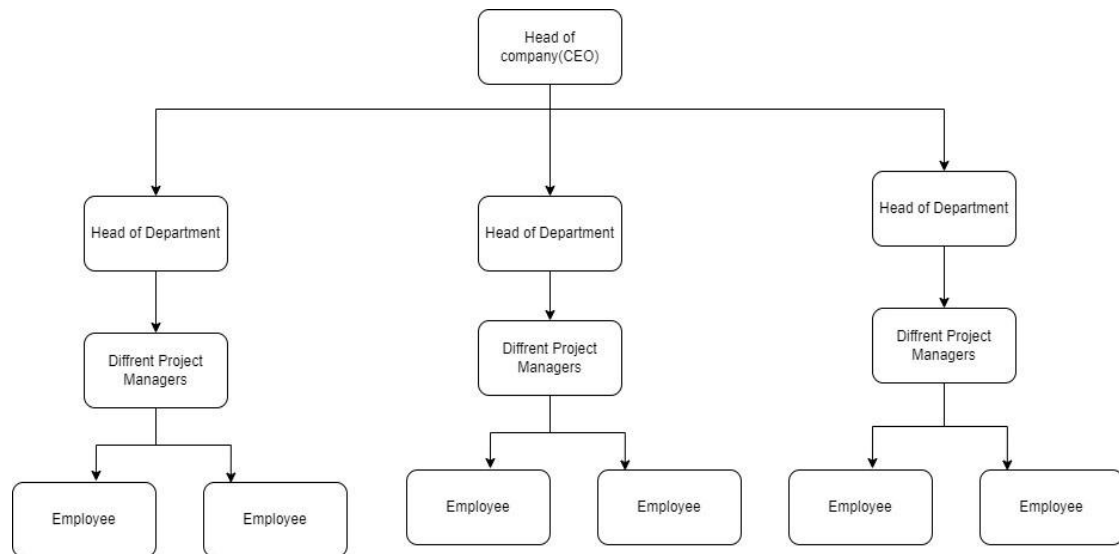 Head of
company(CEO)
Head of Department
Head of Department
Head of Department
Diffrent Project
Managers
Diffrent Project
Managers
Diffrent Project
Managers
Employee
Employee
Employee
Employee
Employee
Employee